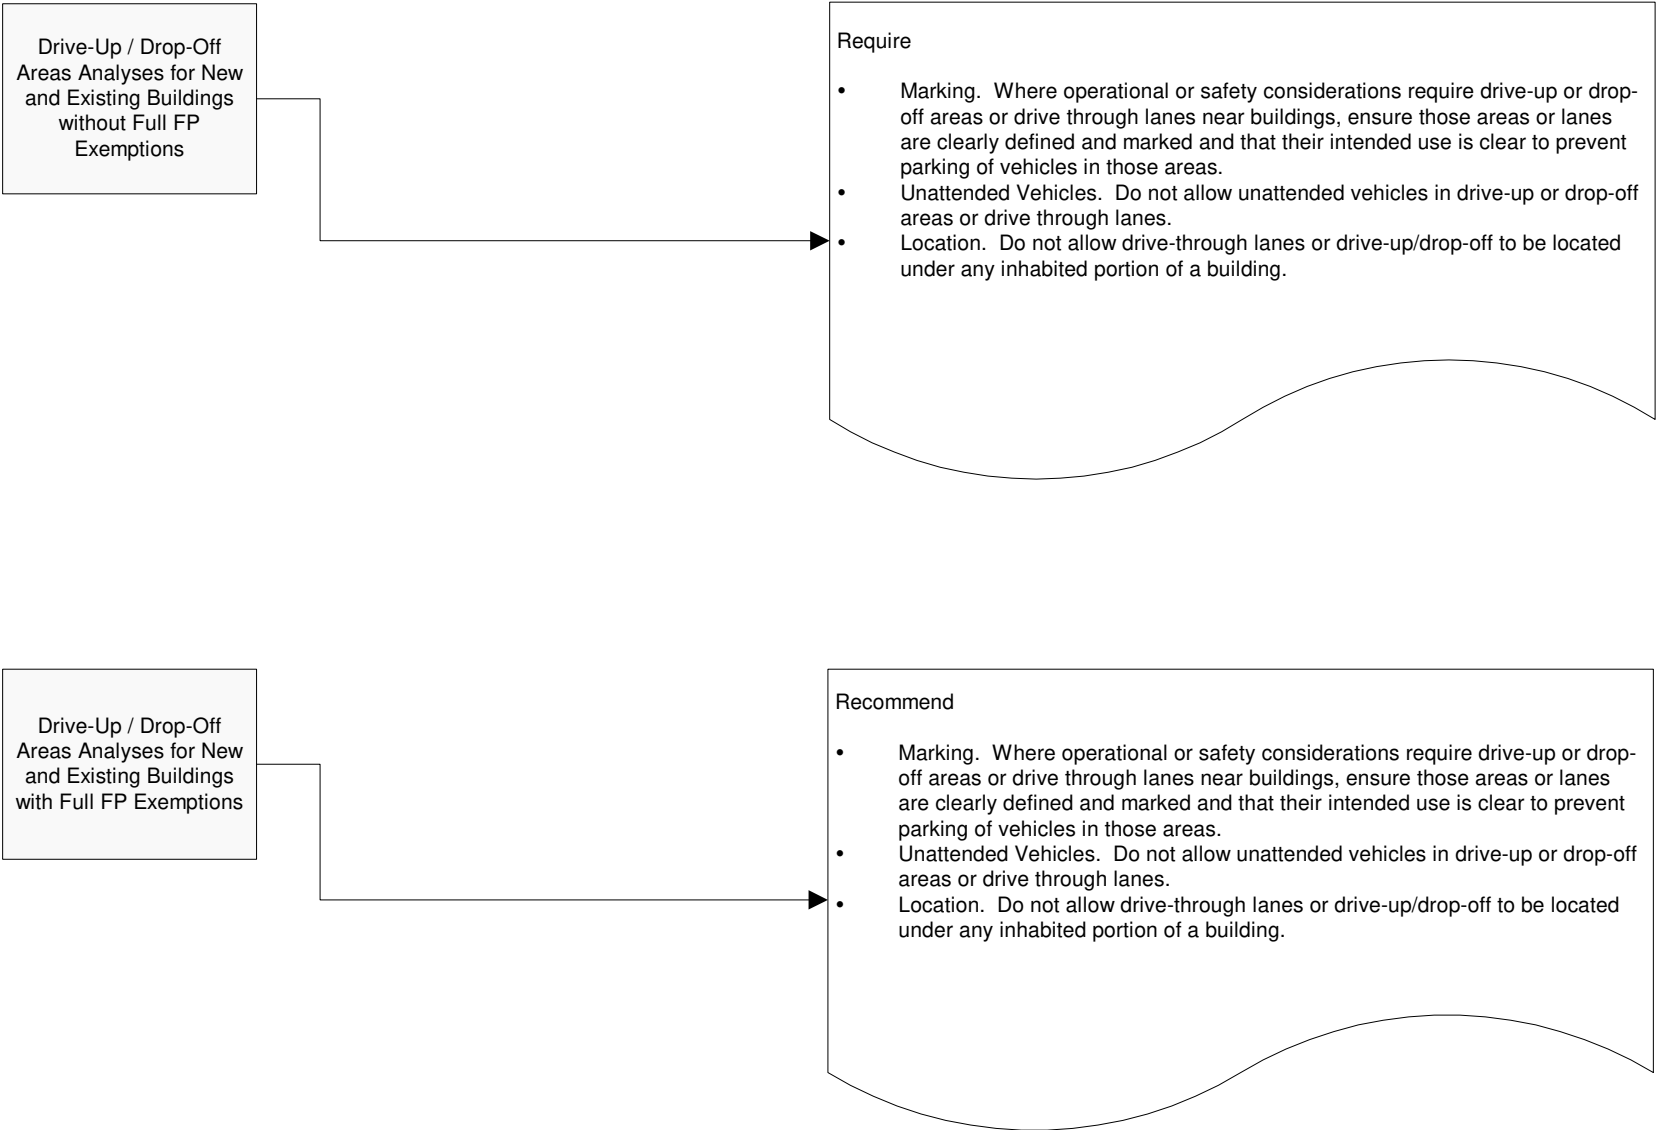 Drive-Up / Drop-Off
Areas Analyses for New
and Existing Buildings
without Full FP
Exemptions
Require
• Marking. Where operational or safety considerations require drive-up or drop-
off areas or drive through lanes near buildings, ensure those areas or lanes
are clearly defined and marked and that their intended use is clear to prevent
parking of vehicles in those areas.
• Unattended Vehicles. Do not allow unattended vehicles in drive-up or drop-off
areas or drive through lanes.
• Location. Do not allow drive-through lanes or drive-up/drop-off to be located
under any inhabited portion of a building.
Drive-Up / Drop-Off
Areas Analyses for New
and Existing Buildings
with Full FP Exemptions
Recommend
• Marking. Where operational or safety considerations require drive-up or drop-
off areas or drive through lanes near buildings, ensure those areas or lanes
are clearly defined and marked and that their intended use is clear to prevent
parking of vehicles in those areas.
• Unattended Vehicles. Do not allow unattended vehicles in drive-up or drop-off
areas or drive through lanes.
• Location. Do not allow drive-through lanes or drive-up/drop-off to be located
under any inhabited portion of a building.